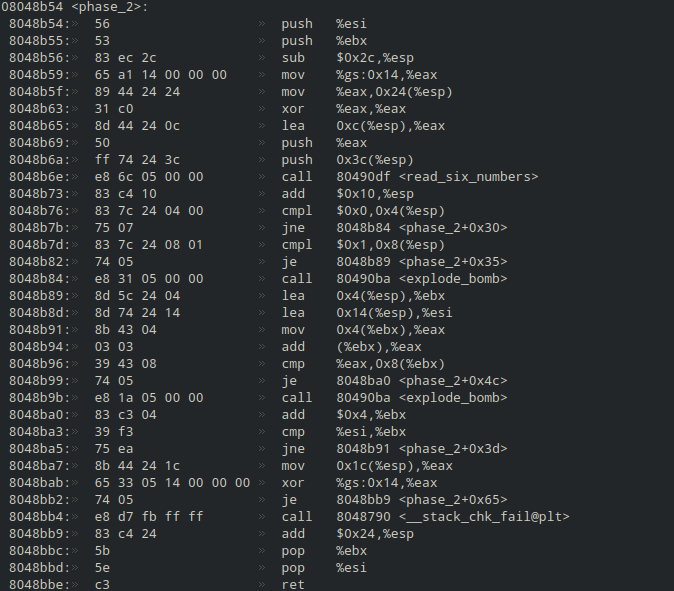 08048b54 <phase_2>:
8048b54:» 56 » push %esi
8048b55:» 53 » push %ebx
8048b56:» 83 ec 2c » sub $0x2c,%esp
8048b59:» 65 a1 14 00 00 00 » mov %gs:0x14,%eax
8048b5f:» 89 44 24 24 » mov %eax,0x24(%esp)
8048b63:» 31 c0 » xor %eax,%eax
8048b65:» 8d 44 24 0c » lea 0xc(%esp),%eax
8048b69:» 50 » push %eax
8048b6a:» ff 74 24 3c » push 0x3c(%esp)
8048b6e:» e8 6c 05 00 00 » call 80490df <read_six_numbers>
8048b73:» 83 c4 10 » add $0x10,%esp
8048b76:» 83 7c 24 04 00 » cmpl $0x0,0x4(%esp)
8048b7b:» 75 07 » jne 8048b84 <phase_2+0x30>
8048b7d:» 83 7c 24 08 01 » cmpl $0x1,0x8(%esp)
8048b82:» 74 05 » je 8048b89 <phase_2+0x35>
8048b84:» e8 31 05 00 00 » call 80490ba <explode_bomb>
8048b89:» 8d 5c 24 04 » lea 0x4(%esp),%ebx
8048b8d:» 8d 74 24 14 » lea 0x14(%esp),%esi
8048b91:» 8b 43 04 » mov 0x4(%ebx),%eax
8048b94:» 03 03 » add (%ebx),%eax
8048b96:» 39 43 08 » cmp %eax,0x8(%ebx)
8048b99:» 74 05 » je 8048ba0 <phase_2+0x4c>
8048b9b:» e8 1a 05 00 00 » call 80490ba <explode_bomb>
8048ba0:» 83 c3 04 » add $0x4,%ebx
8048ba3:» 39 f3 » cmp %esi,%ebx
8048ba5:» 75 ea » jne 8048b91 <phase_2+0x3d>
8048ba7:» 8b 44 24 1c » mov 0x1c(%esp),%eax
8048bab:» 65 33 05 14 00 00 00 » xor %gs:0x14,%eax
8048bb2:» 74 05 » je 8048bb9 <phase_2+0x65>
8048bb4:» e8 d7 fb ff ff » call 8048790 <__stack_chk_fail@plt>
8048bb9:» 83 c4 24 » add $0x24,%esp
8048bbc:» 5b » pop %ebx
8048bbd:» 5e » pop %esi
8048bbe:» c3 » ret